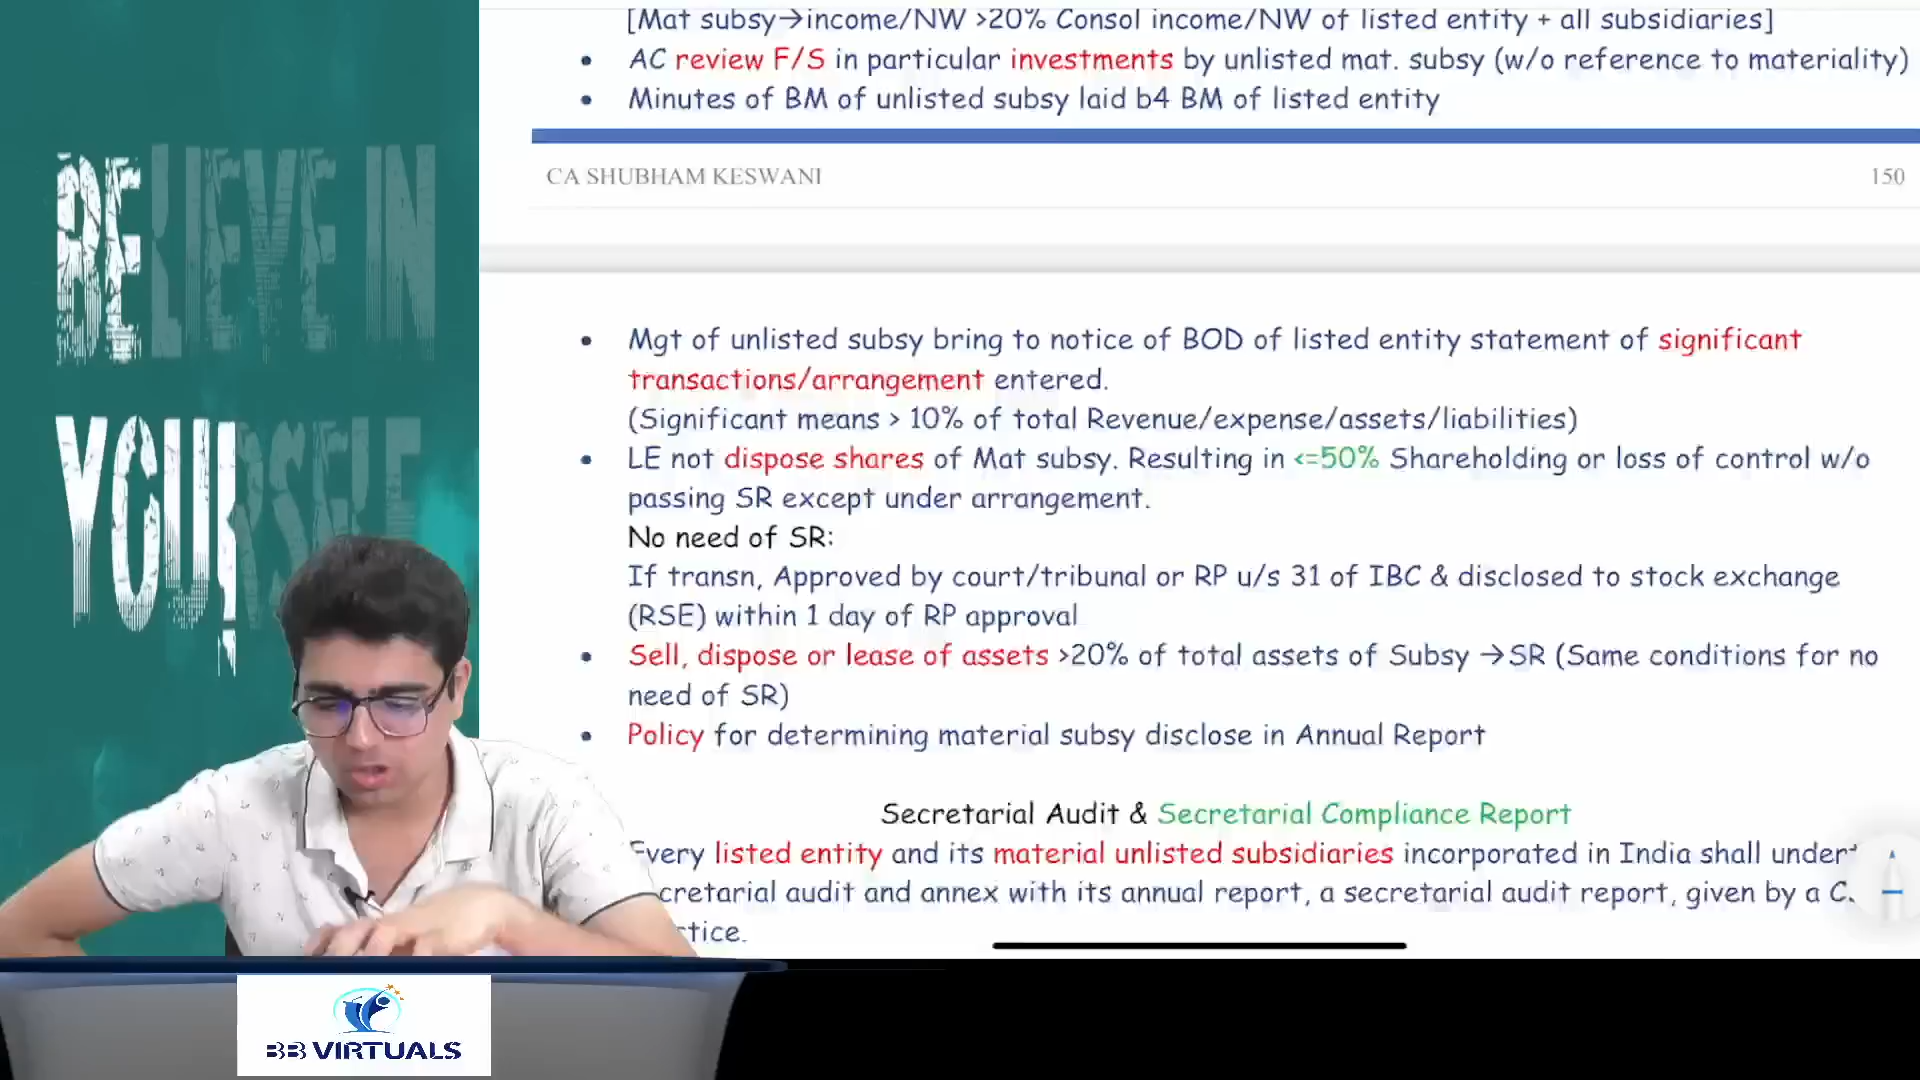 BELIEVE IN
YOURSELF
[Mat subsy→income/NW >20% Consol income/NW of listed entity + all subsidiaries]
• AC review F/S in particular investments by unlisted mat. subsy (w/o reference to materiality)
• Minutes of BM of unlisted subsy laid b4 BM of listed entity
CA SHUBHAM KESWANI 150
• Mgt of unlisted subsy bring to notice of BOD of listed entity statement of significant
transactions/arrangement entered.
(Significant means > 10% of total Revenue/expense/assets/liabilities)
• LE not dispose shares of Mat subsy. Resulting in <=50% Shareholding or loss of control w/o
passing SR except under arrangement.
No need of SR:
If transn, Approved by court/tribunal or RP u/s 31 of IBC & disclosed to stock exchange
(RSE) within 1 day of RP approval
• Sell, dispose or lease of assets >20% of total assets of Subsy →SR (Same conditions for no
need of SR)
• Policy for determining material subsy disclose in Annual Report
Secretarial Audit & Secretarial Compliance Report
Every listed entity and its material unlisted subsidiaries incorporated in India shall
secretarial audit and annex with its annual report, a secretarial audit report, given by a
BB VIRTUALS